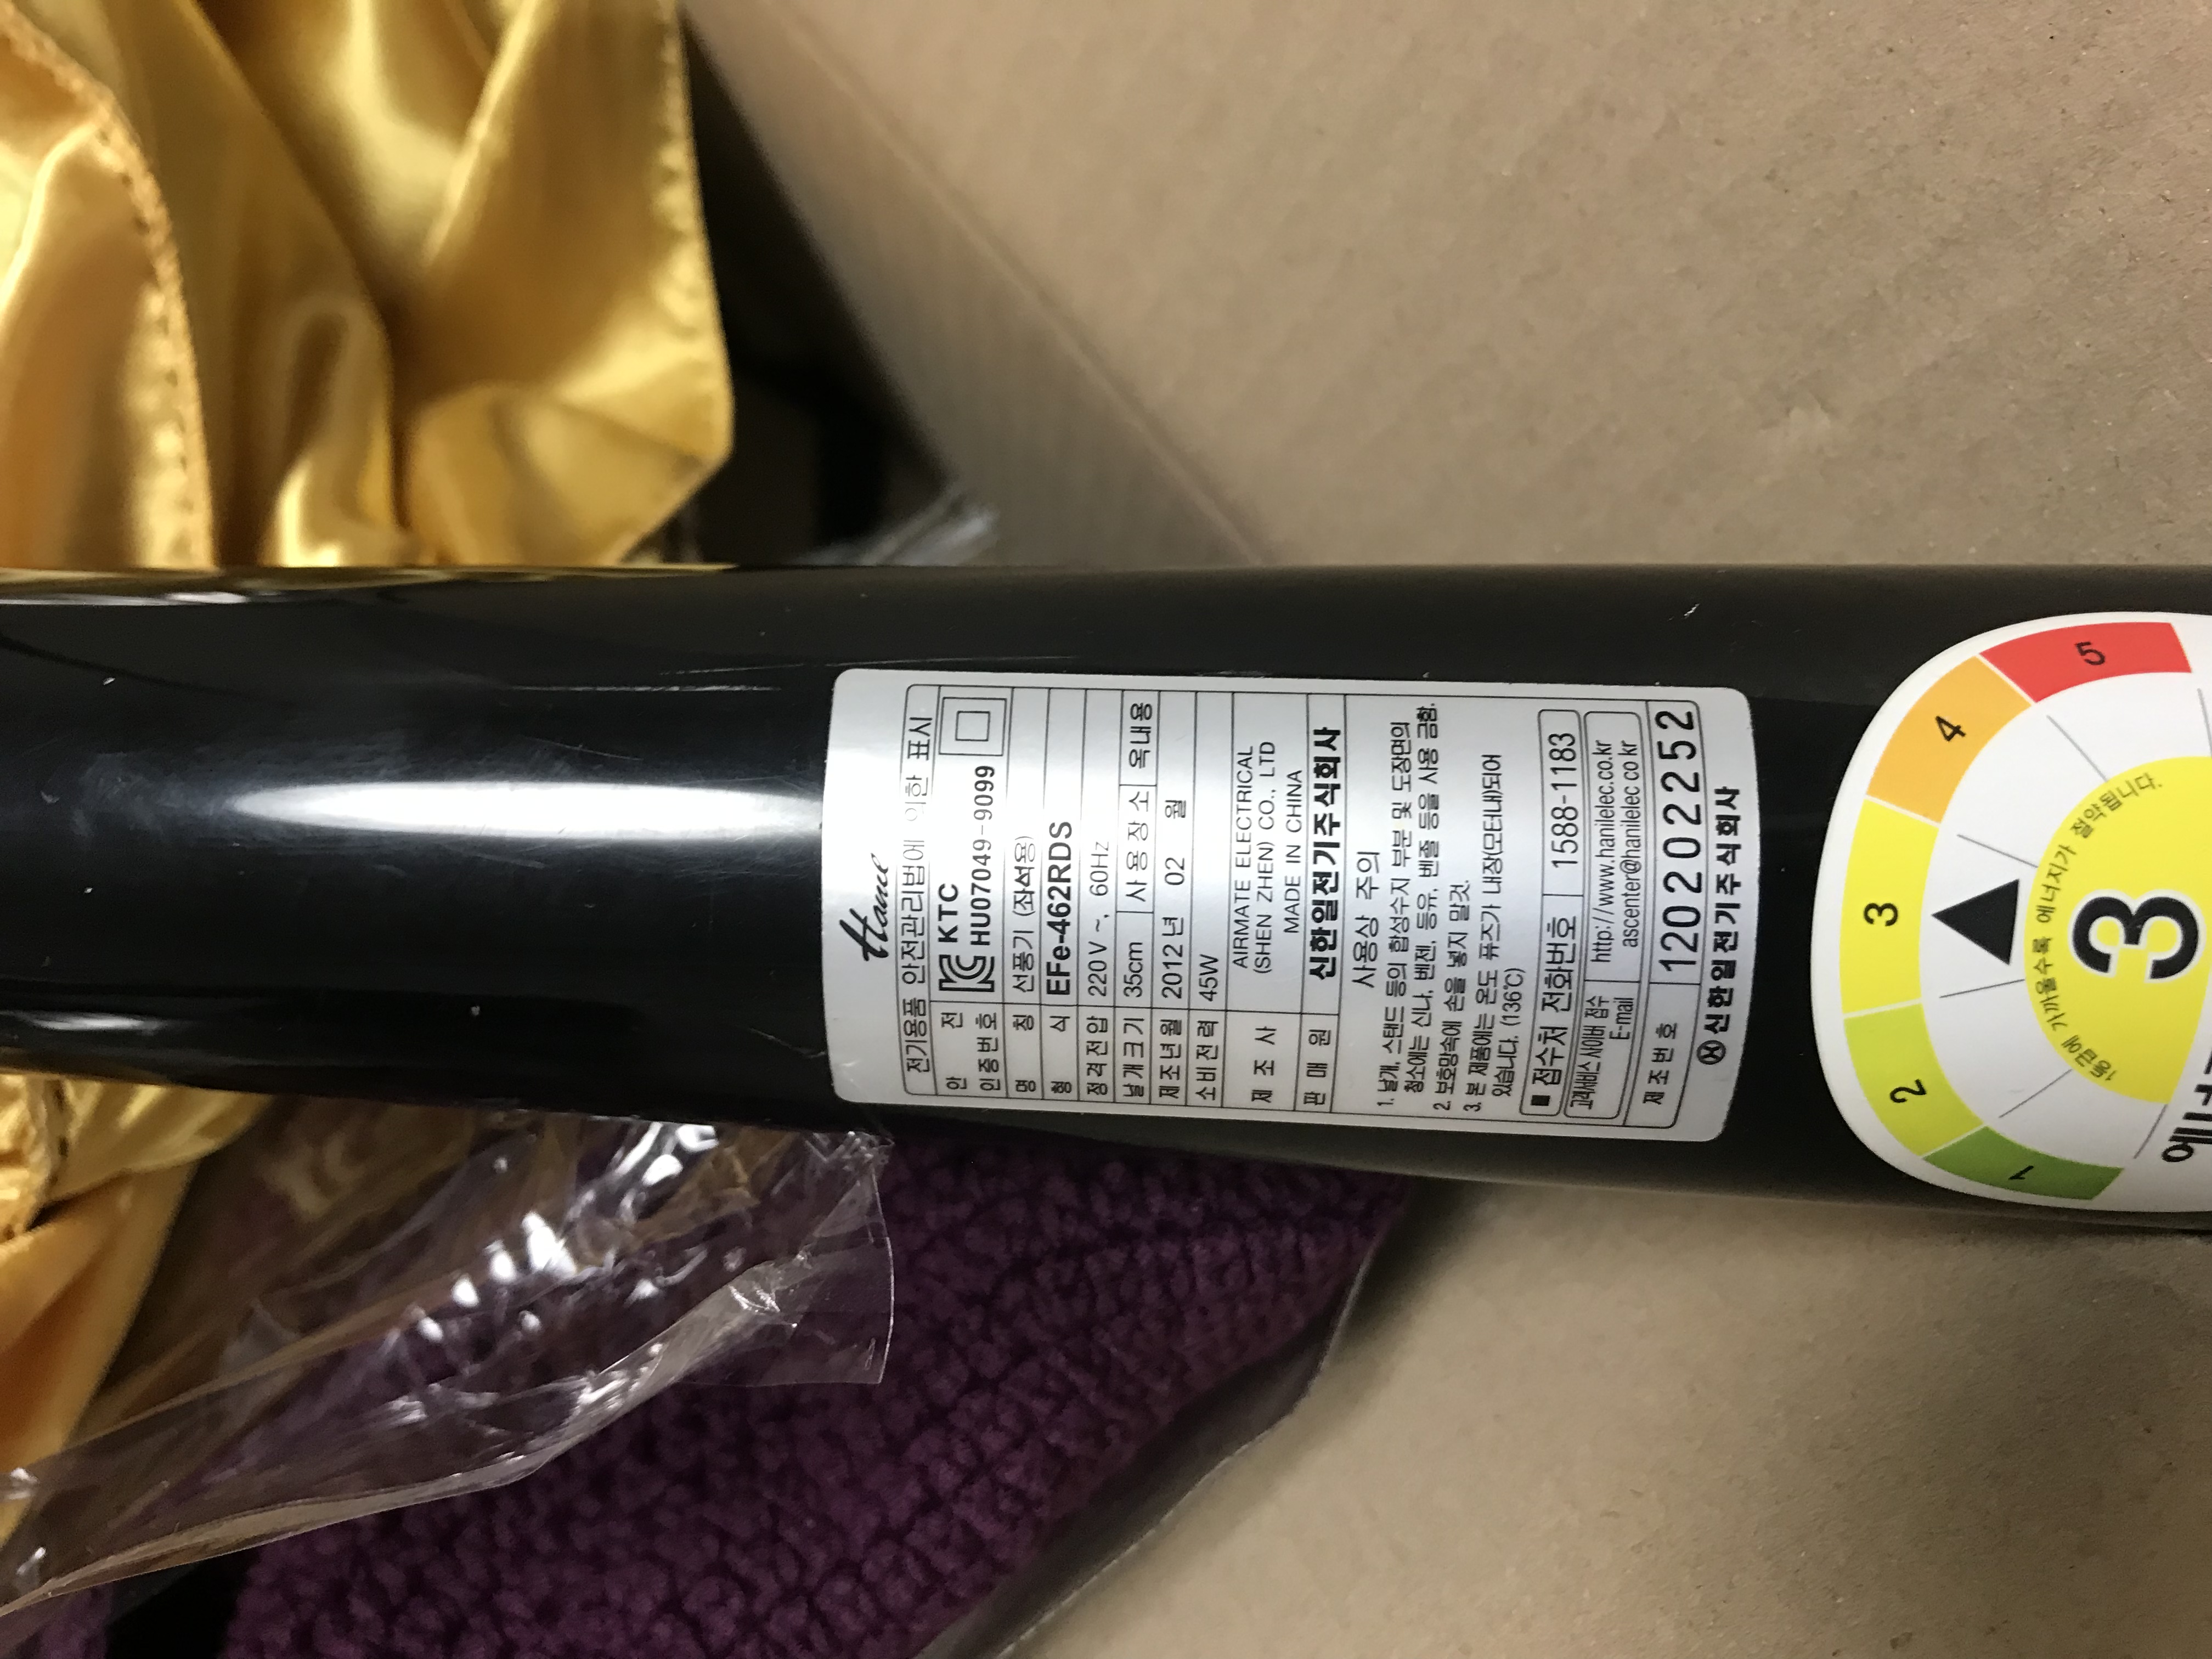 Hanil
전기용품 안전관리법에 의한 표시
안 전 KTC
인증번호 HU07049-9099
명 칭 선풍기 (좌석용)
형 식 EFe-462RDS
정격전압 220V~, 60Hz
날개크기 35cm 사용장소 옥내용
제조년월 2012년 02 월
소비전력 45W
제 조 사 AIRMATE ELECTRICAL
(SHEN ZHEN) CO., LTD
MADE IN CHINA
판 매 원 신한일전기주식회사
사용상 주의
1. 날개, 스탠드 등의 합성수지 부분 및 도장면의
청소에는 신나, 벤젠, 등유, 벤졸 등을 사용 금함.
2. 보호망속에 손을 넣지 말것.
3. 본 제품에는 온도 퓨즈가 내장(모터내)되어
있습니다. (136℃)
■ 접수처 전화번호 1588-1183
고객서비스 사이버 접수 http://www.hanilelec.co.kr
E-mail ascenter@hanilelec co kr
제조번호 1202022252
신한일전기주식회사
1 2 3 4 5
1등급에 가까울수록 에너지가 절약됩니다.
3